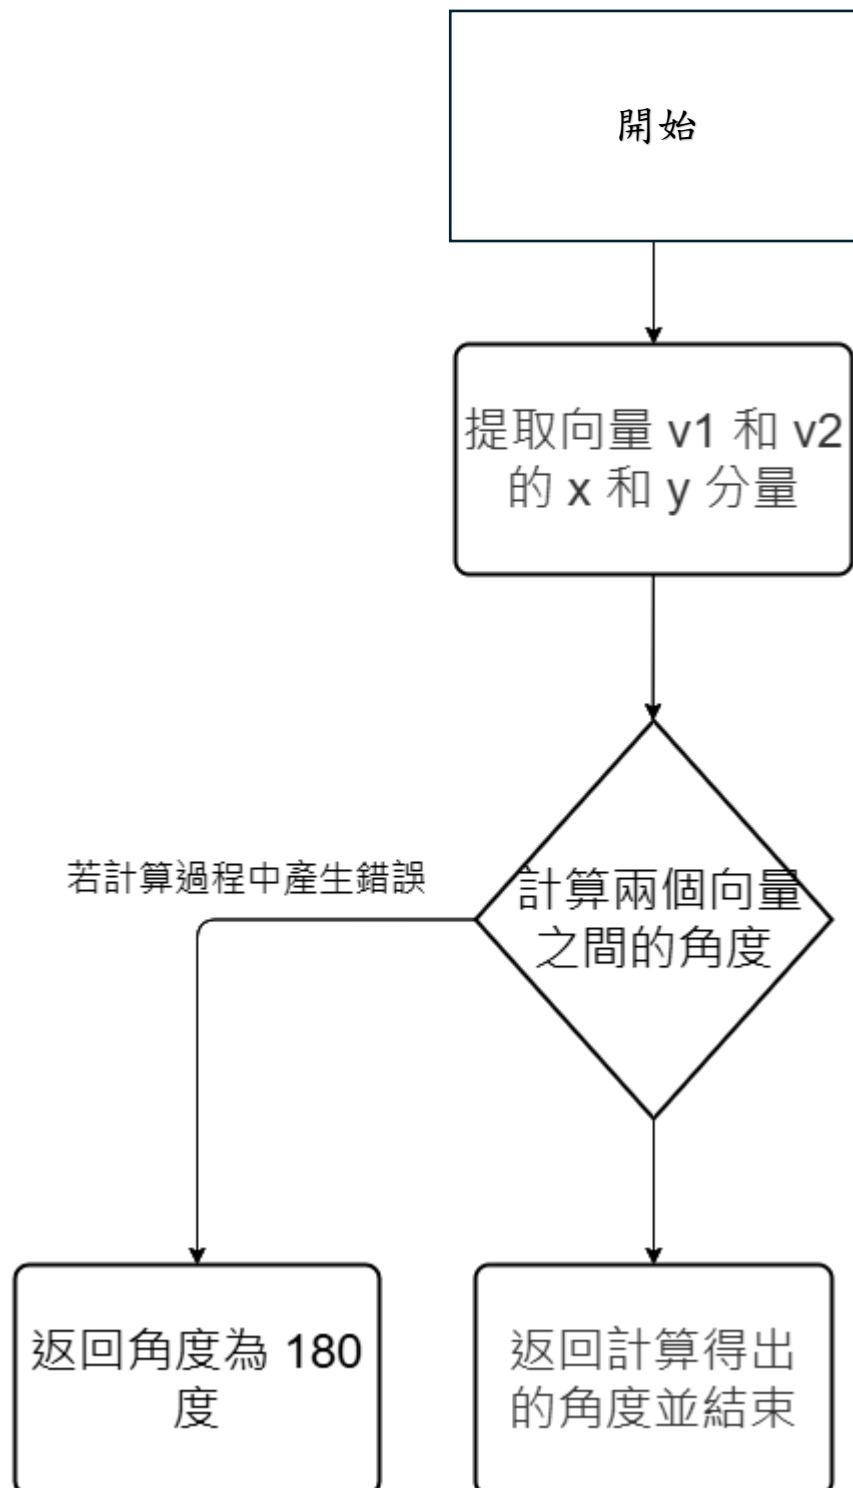 開始
提取向量 v1 和 v2
的 x 和 y 分量
若計算過程中產生錯誤
計算兩個向量
之間的角度
返回角度為 180
度
返回計算得出
的角度並結束